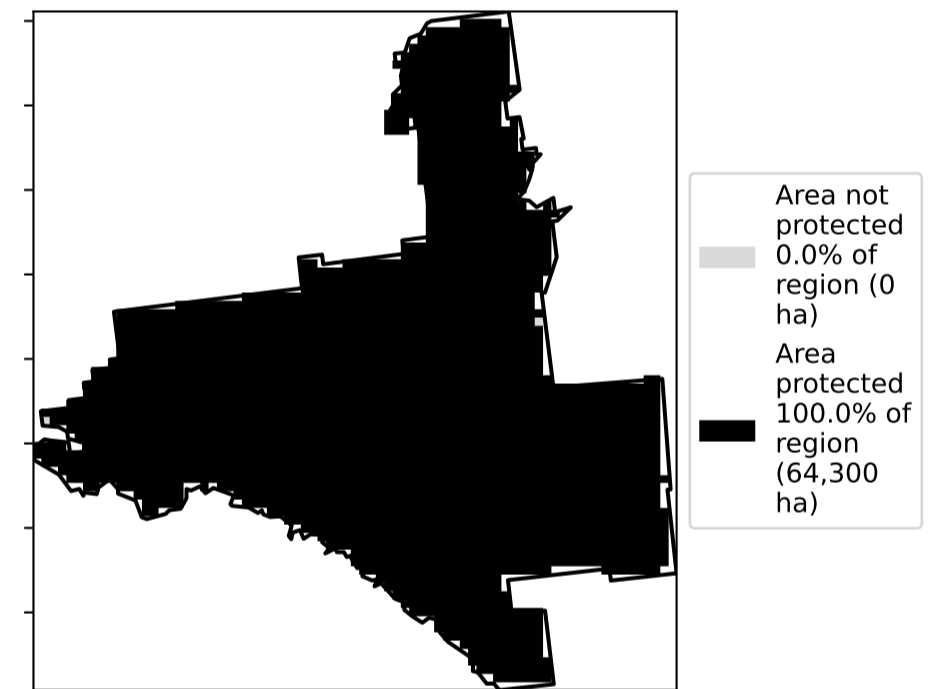 Area not
protected
0.0% of
region (0
ha)
Area
protected
100.0% of
region
(64,300
ha)